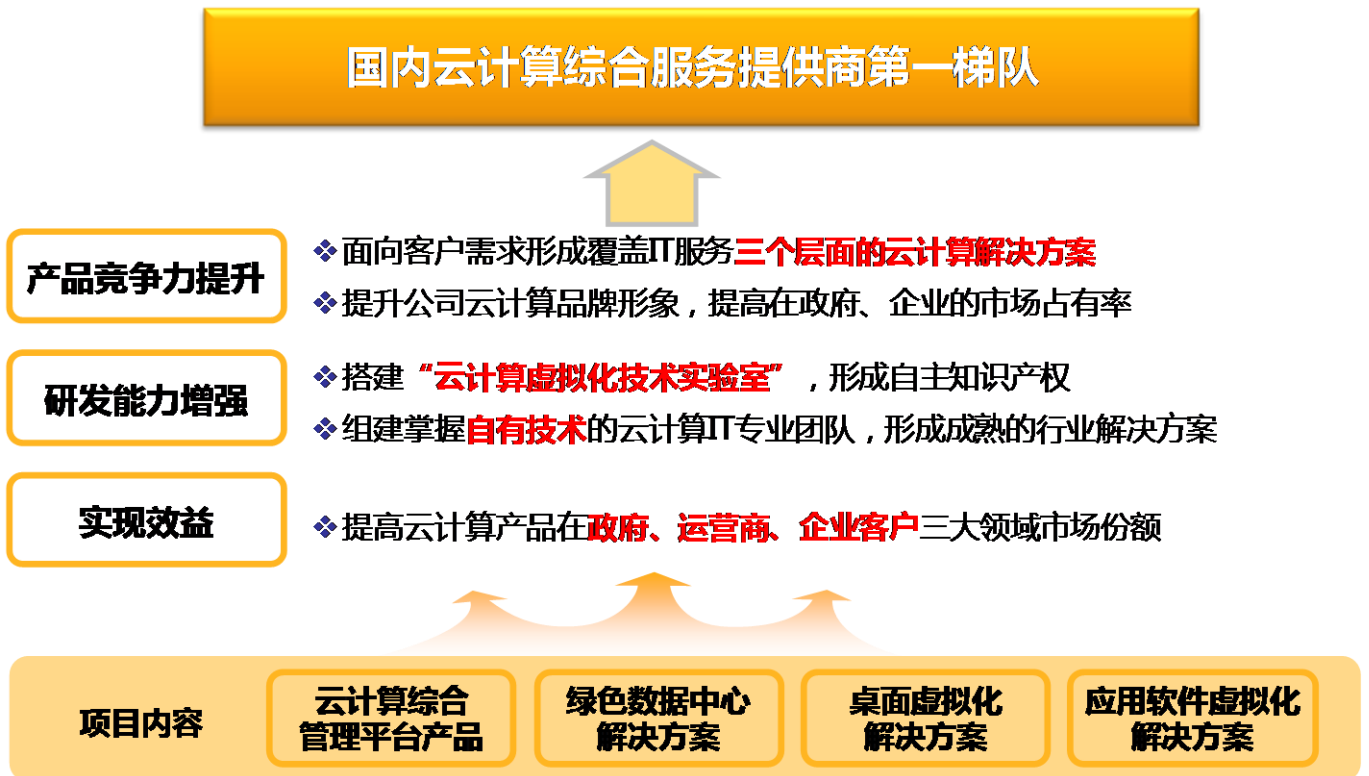 国内云计算综合服务提供商第一梯队
产品竞争力提升
❖面向客户需求形成覆盖IT服务三个层面的云计算解决方案
❖提升公司云计算品牌形象，提高在政府、企业的市场占有率
研发能力增强
❖搭建“云计算虚拟化技术实验室”，形成自主知识产权
❖组建掌握自有技术的云计算IT专业团队，形成成熟的行业解决方案
实现效益
❖提高云计算产品在政府、运营商、企业客户三大领域市场份额
项目内容
云计算综合
管理平台产品
绿色数据中心
解决方案
桌面虚拟化
解决方案
应用软件虚拟化
解决方案